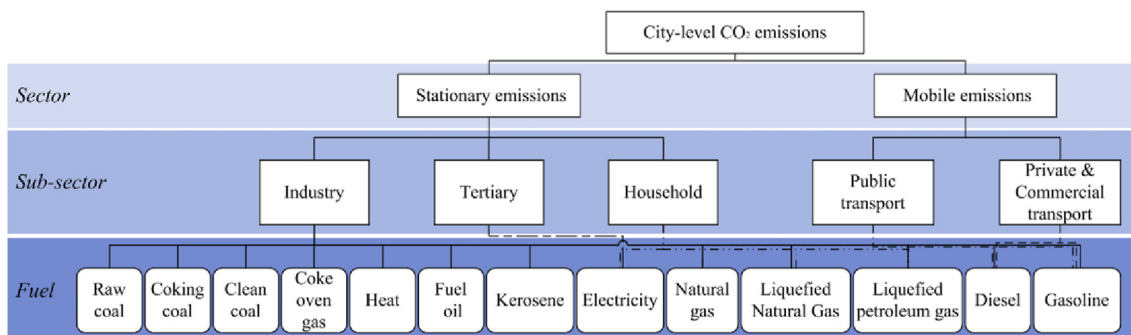 City-level CO₂ emissions
Sector
Stationary emissions
Mobile emissions
Sub-sector
Industry
Tertiary
Household
Public
transport
Private &
Commercial
transport
Fuel
Raw
coal
Coking
coal
Clean
coal
Coke
oven
gas
Heat
Fuel
oil
Kerosene
Electricity
Natural
gas
Liquefied
Natural Gas
Liquefied
petroleum gas
Diesel
Gasoline